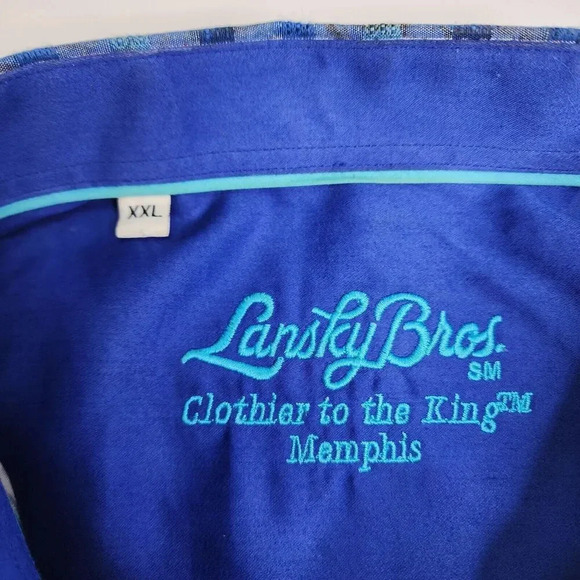 XXL
Lansky Bros.
SM
Clothier to the King™
Memphis